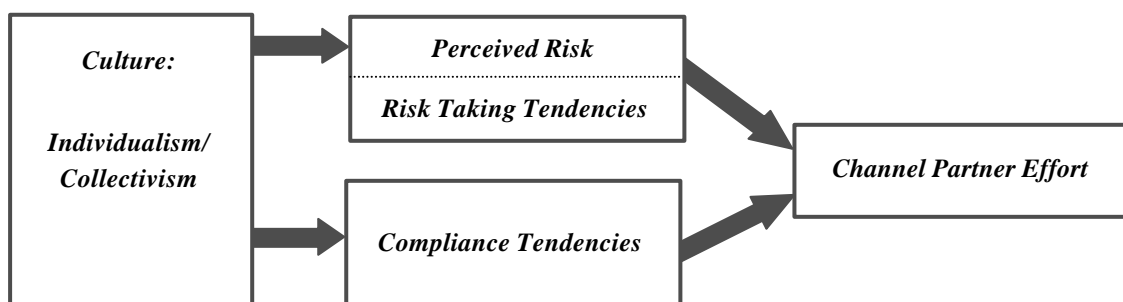 Culture:
Individualism/
Collectivism
Perceived Risk
Risk Taking Tendencies
Compliance Tendencies
Channel Partner Effort